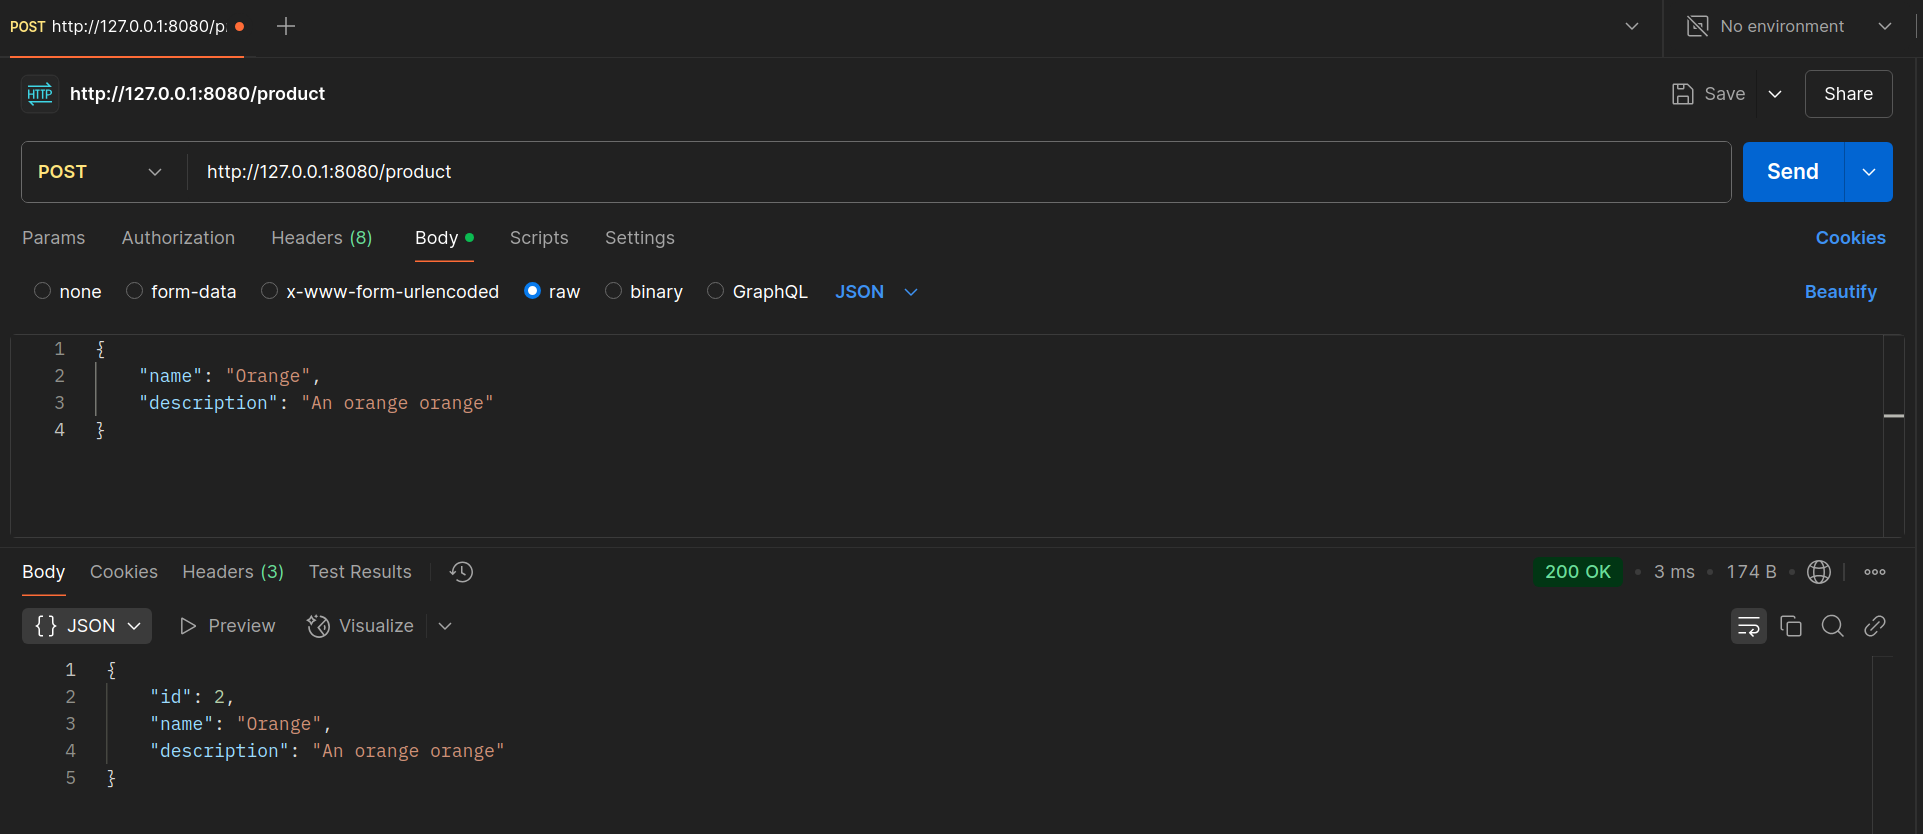 POST http://127.0.0.1:8080/p
No environment
HTTP http://127.0.0.1:8080/product
Save
Share
POST http://127.0.0.1:8080/product
Send
Params Authorization Headers (8) Body Scripts Settings Cookies
none form-data x-www-form-urlencoded raw binary GraphQL JSON Beautify
1 {
2 "name": "Orange",
3 "description": "An orange orange"
4 }
Body Cookies Headers (3) Test Results 200 OK 3 ms 174 B
{} JSON Preview Visualize
1 {
2 "id": 2,
3 "name": "Orange",
4 "description": "An orange orange"
5 }